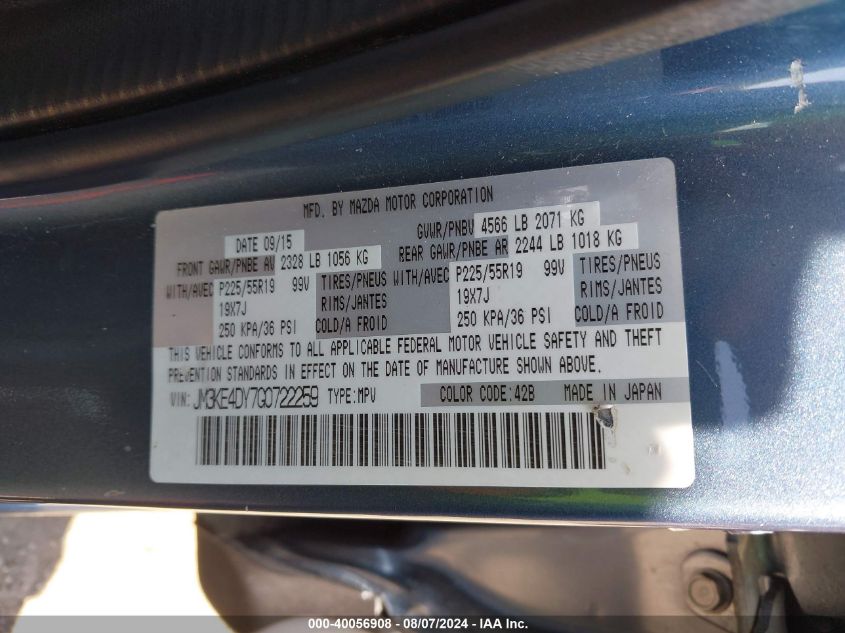 MFD. BY MAZDA MOTOR CORPORATION
DATE 09/15 GVWR/PNBV 4566 LB 2071 KG
FRONT GAWR/PNBE AV 2328 LB 1056 KG REAR GAWR/PNBE AR 2244 LB 1018 KG
WITH/AVEC P225/55R19 99V TIRES/PNEUS WITH/AVEC P225/55R19 99V TIRES/PNEUS
19X7J RIMS/JANTES 19X7J RIMS/JANTES
250 KPA/36 PSI COLD/A FROID 250 KPA/36 PSI COLD/A FROID
THIS VEHICLE CONFORMS TO ALL APPLICABLE FEDERAL MOTOR VEHICLE SAFETY AND THEFT
PREVENTION STANDARDS IN EFFECT ON THE DATE OF MANUFACTURE SHOWN ABOVE.
VIN: JM3KE4DY7G0722259 TYPE:MPV COLOR CODE:42B MADE IN JAPAN
000-40056908 - 08/07/2024 - IAA Inc.